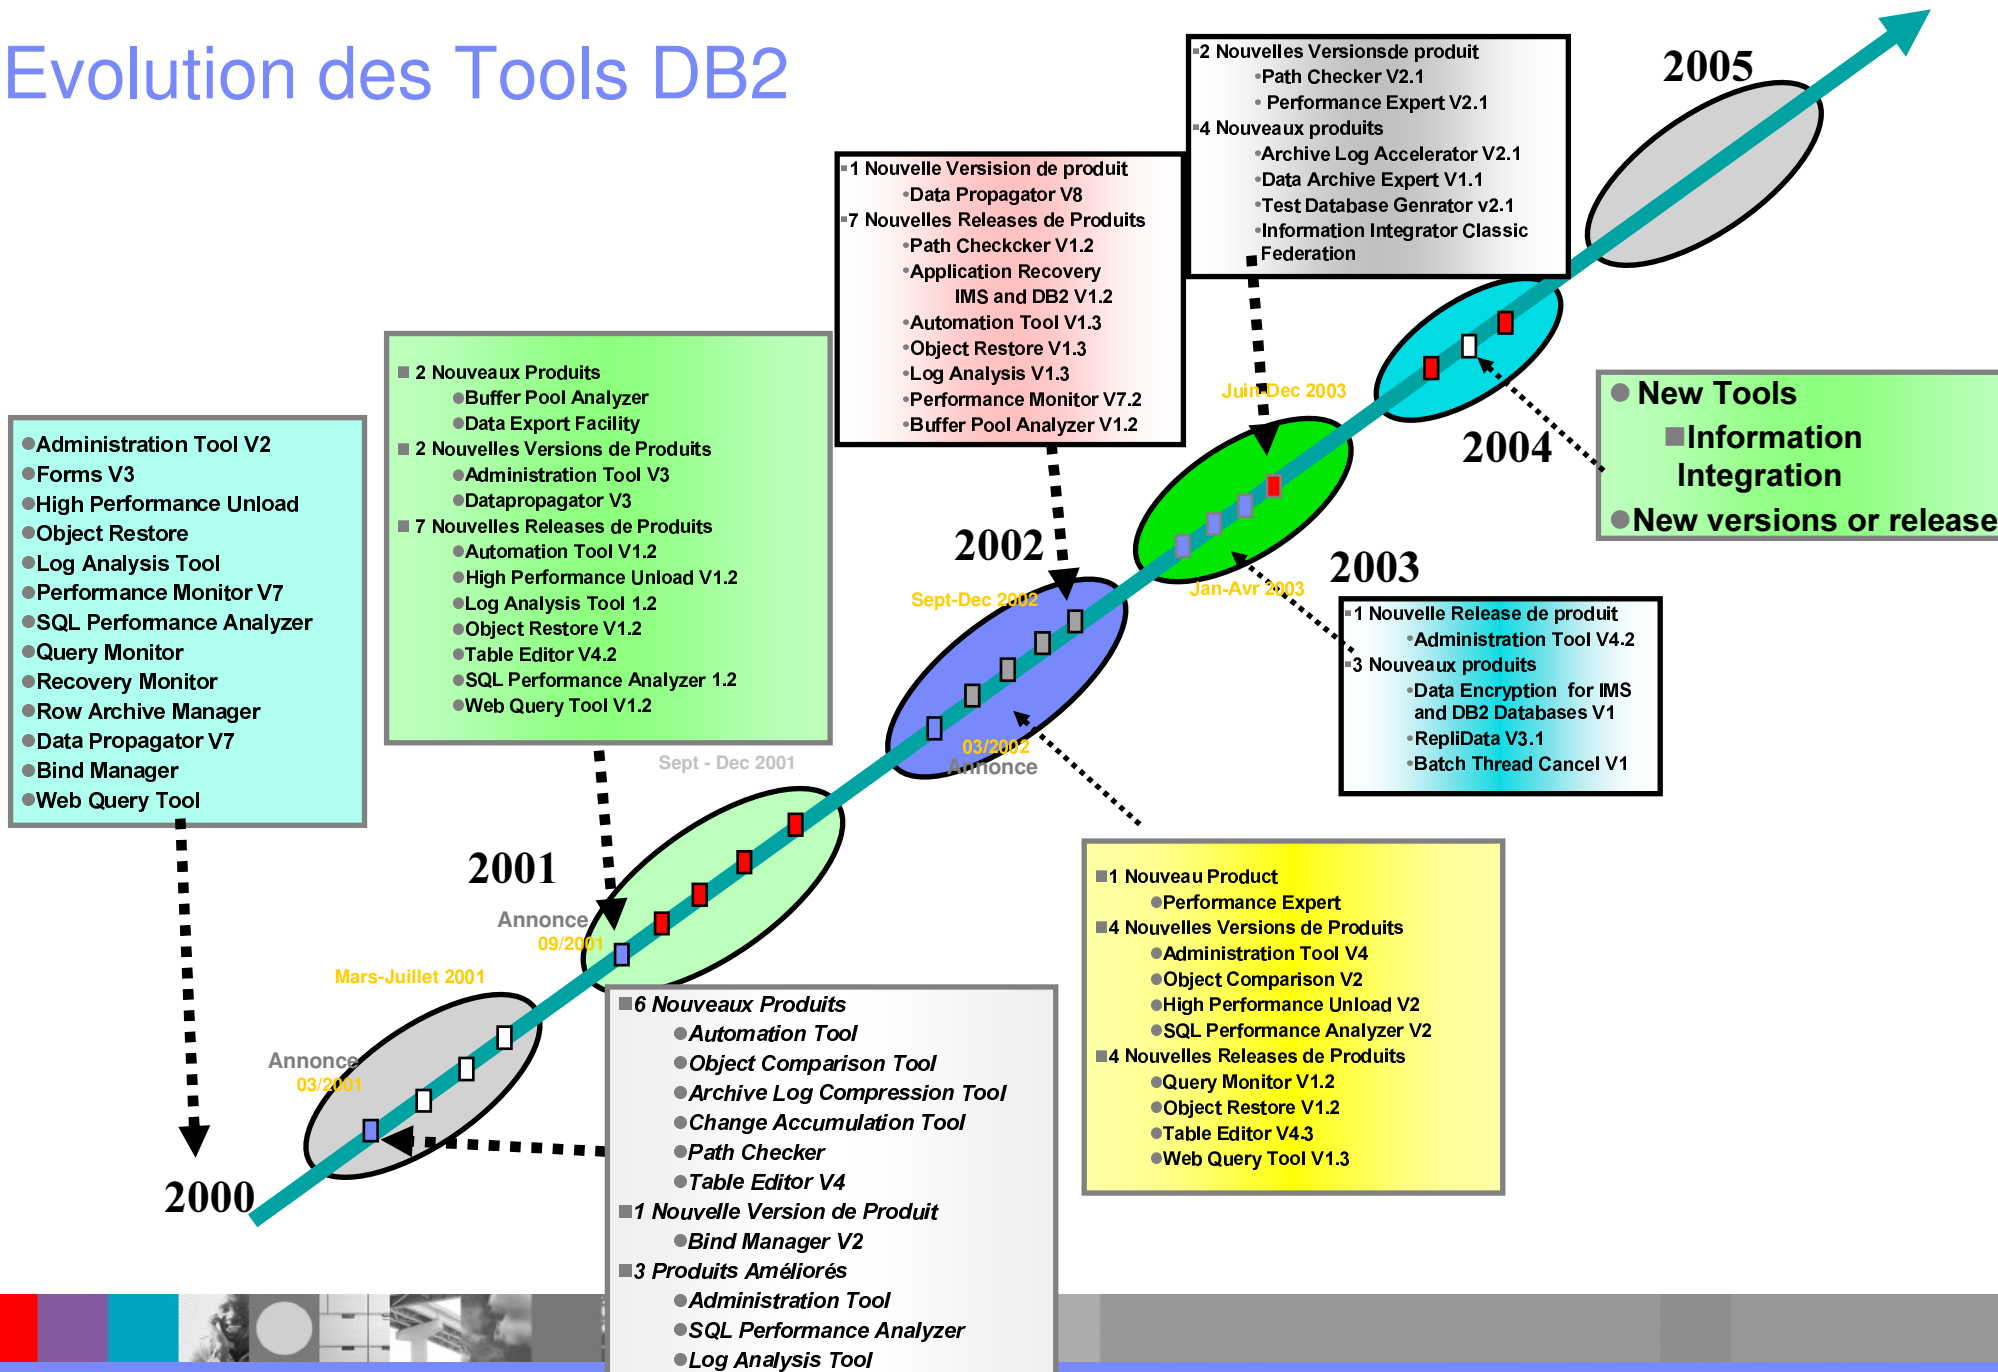 Evolution des Tools DB2
Administration Tool V2
Forms V3
High Performance Unload
Object Restore
Log Analysis Tool
Performance Monitor V7
SQL Performance Analyzer
Query Monitor
Recovery Monitor
Row Archive Manager
Data Propagator V7
Bind Manager
Web Query Tool
2000
Annonce
03/2001
Mars-Juillet 2001
6 Nouveaux Produits
Automation Tool
Object Comparison Tool
Archive Log Compression Tool
Change Accumulation Tool
Path Checker
Table Editor V4
1 Nouvelle Version de Produit
Bind Manager V2
3 Produits Améliorés
Administration Tool
SQL Performance Analyzer
Log Analysis Tool
2 Nouveaux Produits
Buffer Pool Analyzer
Data Export Facility
2 Nouvelles Versions de Produits
Administration Tool V3
Datapropagator V3
7 Nouvelles Releases de Produits
Automation Tool V1.2
High Performance Unload V1.2
Log Analysis Tool 1.2
Object Restore V1.2
Table Editor V4.2
SQL Performance Analyzer 1.2
Web Query Tool V1.2
Sept - Dec 2001
2001
Annonce
09/2001
1 Nouvelle Versision de produit
Data Propagator V8
7 Nouvelles Releases de Produits
Path Checkcker V1.2
Application Recovery
IMS and DB2 V1.2
Automation Tool V1.3
Object Restore V1.3
Log Analysis V1.3
Performance Monitor V7.2
Buffer Pool Analyzer V1.2
2002
Sept-Dec 2002
03/2002
Annonce
1 Nouveau Product
Performance Expert
4 Nouvelles Versions de Produits
Administration Tool V4
Object Comparison V2
High Performance Unload V2
SQL Performance Analyzer V2
4 Nouvelles Releases de Produits
Query Monitor V1.2
Object Restore V1.2
Table Editor V4.3
Web Query Tool V1.3
2 Nouvelles Versionsde produit
Path Checker V2.1
Performance Expert V2.1
4 Nouveaux produits
Archive Log Accelerator V2.1
Data Archive Expert V1.1
Test Database Genrator v2.1
Information Integrator Classic
Federation
Juin-Dec 2003
Jan-Avr 2003
2003
1 Nouvelle Release de produit
Administration Tool V4.2
3 Nouveaux produits
Data Encryption for IMS
and DB2 Databases V1
RepliData V3.1
Batch Thread Cancel V1
2004
New Tools
Information
Integration
New versions or release
2005